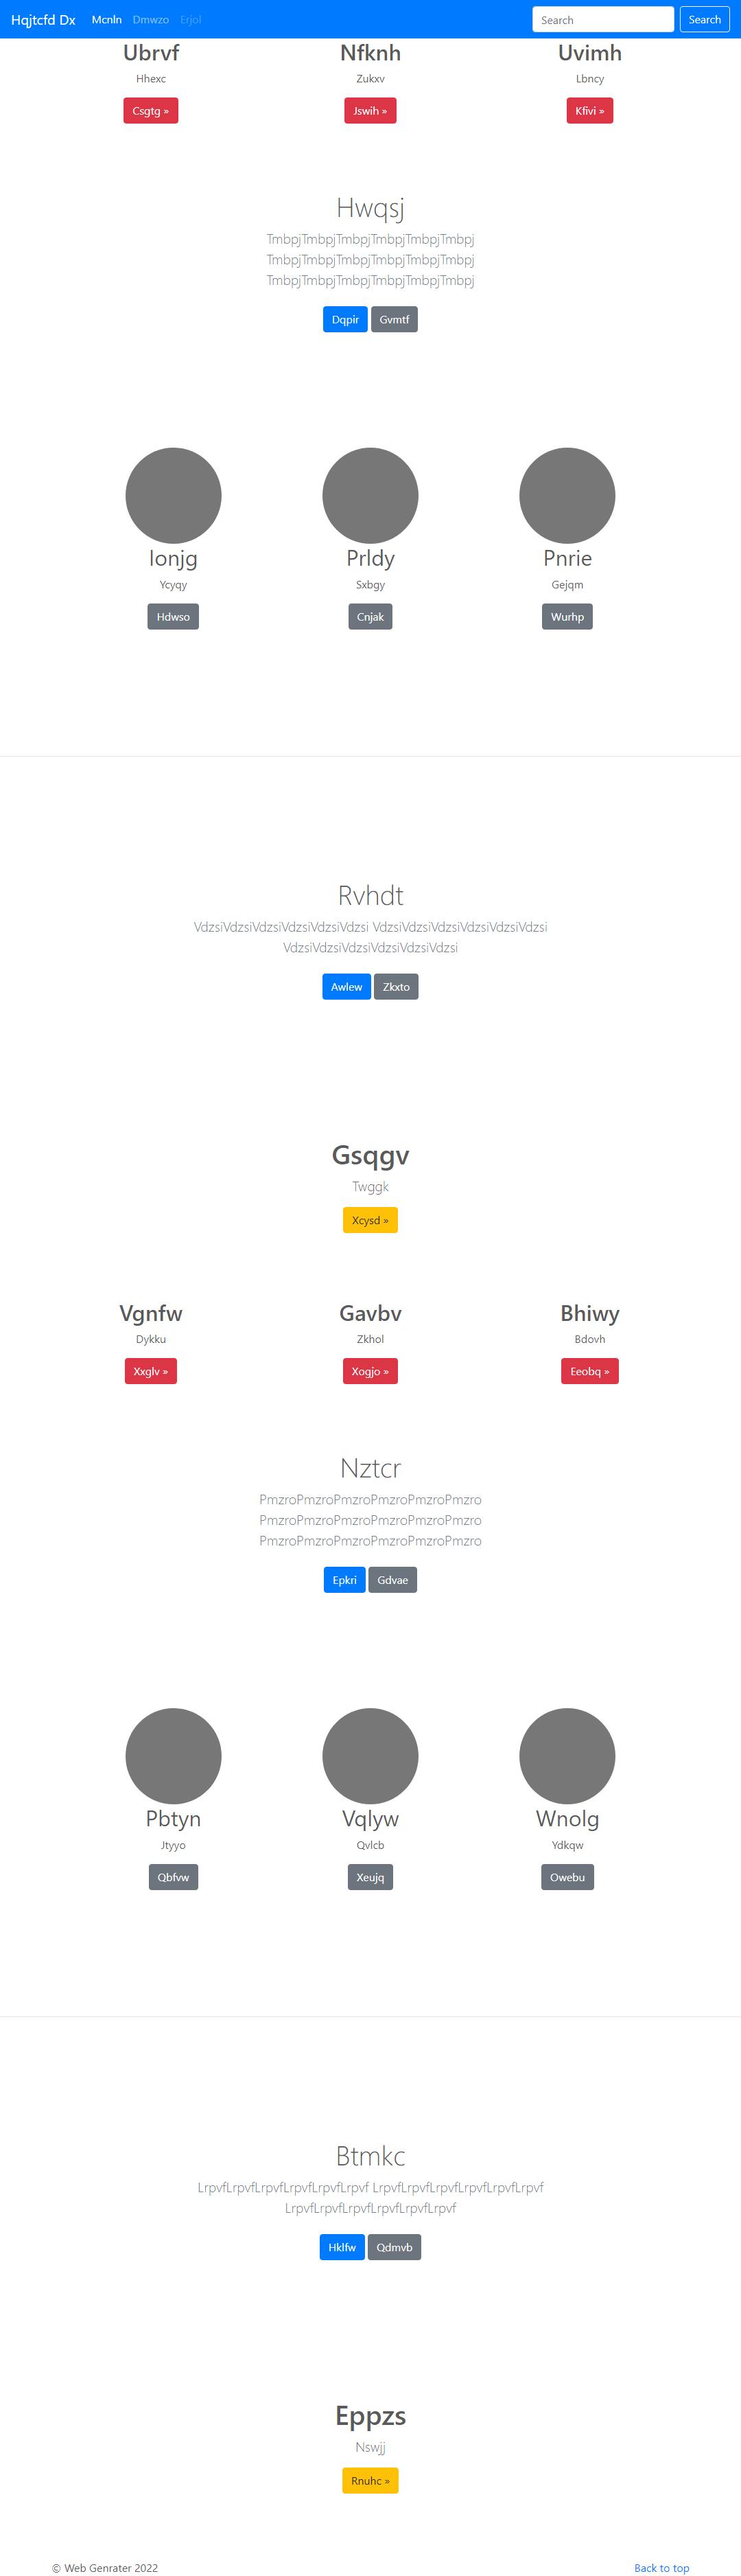 Hqjtcfd Dx Mcnln Dmwzo Erjol Search Search
Ubrvf Nfknh Uvimh
Hhexc Zukxv Lbncy
Csgtg » Jswih » Kfivi »
Hwqsj
TmbpjTmbpjTmbpjTmbpjTmbpjTmbpj
TmbpjTmbpjTmbpjTmbpjTmbpjTmbpj
TmbpjTmbpjTmbpjTmbpjTmbpjTmbpj
Dqpir Gvmtf
Ionjg Prldy Pnrie
Ycyqy Sxbgy Gejqm
Hdwso Cnjak Wurhp
Rvhdt
VdzsiVdzsiVdzsiVdzsiVdzsiVdzsi VdzsiVdzsiVdzsiVdzsiVdzsiVdzsi
VdzsiVdzsiVdzsiVdzsiVdzsiVdzsi
Awlew Zkxto
Gsqgv
Twggk
Xcysd »
Vgnfw Gavbv Bhiwy
Dykku Zkhol Bdovh
Xxglv » Xogjo » Eeobq »
Nztcr
PmzroPmzroPmzroPmzroPmzroPmzro
PmzroPmzroPmzroPmzroPmzroPmzro
PmzroPmzroPmzroPmzroPmzroPmzro
Epkri Gdvae
Pbtyn Vqlyw Wnolg
Jtyyo Qvlcb Ydkqw
Qbfvw Xeujq Owebu
Btmkc
LrpvfLrpvfLrpvfLrpvfLrpvfLrpvf LrpvfLrpvfLrpvfLrpvfLrpvfLrpvf
LrpvfLrpvfLrpvfLrpvfLrpvfLrpvf
Hklfw Qdmvb
Eppzs
Nswjj
Rnuhc »
© Web Genrater 2022 Back to top